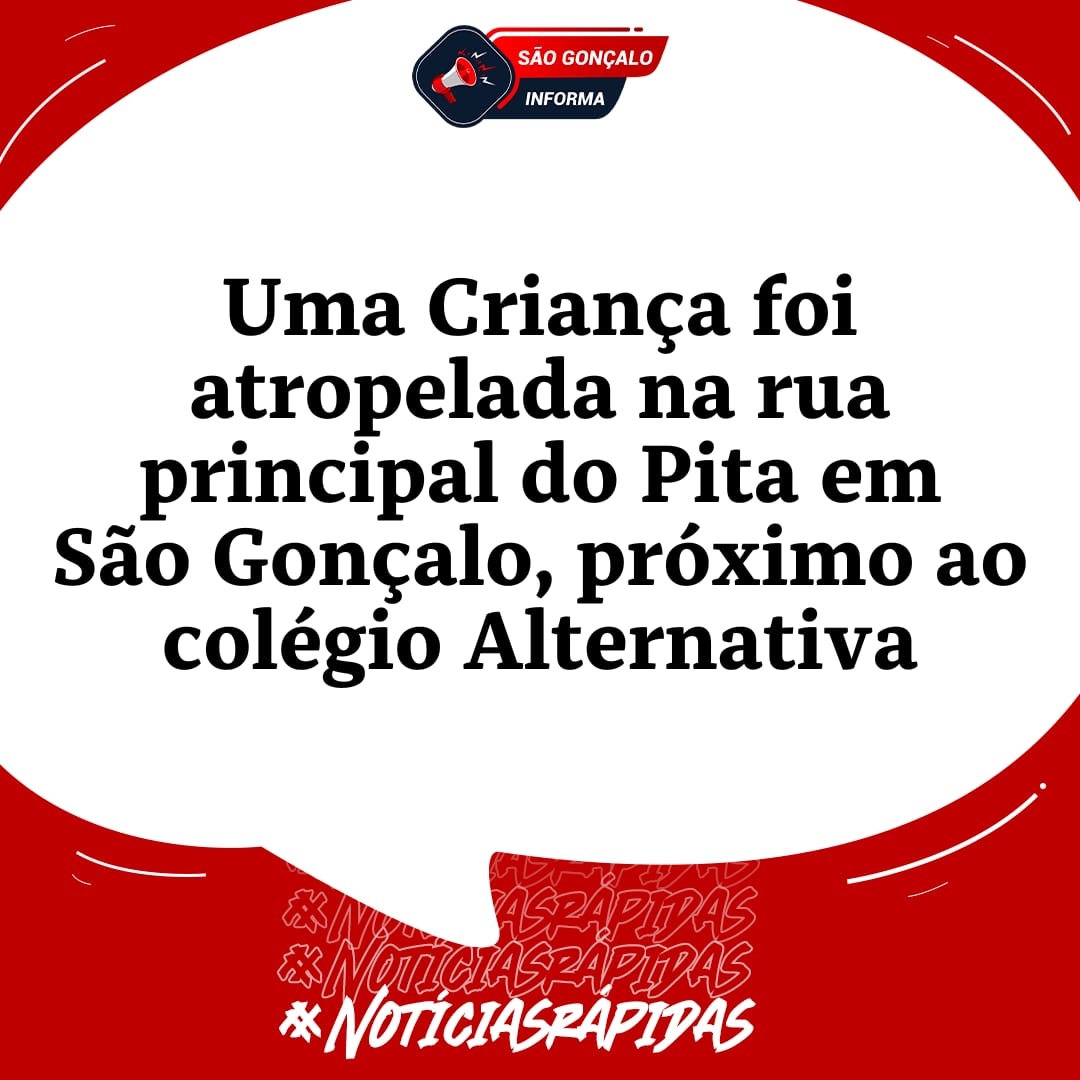 SÃO GONÇALO
INFORMA
Uma Criança foi
atropelada na rua
principal do Pita em
São Gonçalo, próximo ao
colégio Alternativa
#NOTÍCIASRÁPIDAS
#NOTÍCIASRÁPIDAS
#NOTÍCIASRÁPIDAS